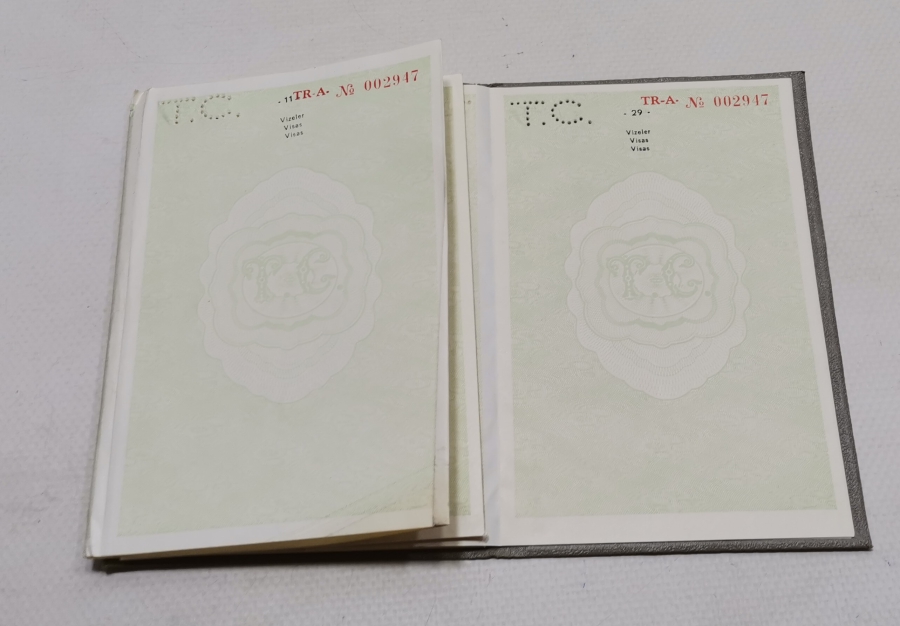 T.C.
- 11 TR-A- № 002947
Vizeler
Visas
Visas
T.C.
T.C.
TR-A- № 002947
- 29 -
Vizeler
Visas
Visas
T.C.